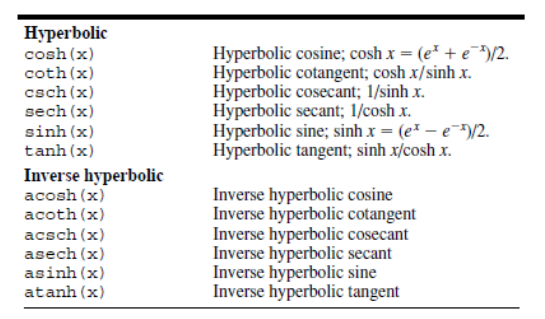 Hyperbolic
cosh(x) Hyperbolic cosine; cosh x = (eˣ + e⁻ˣ)/2.
coth(x) Hyperbolic cotangent; cosh x/sinh x.
csch(x) Hyperbolic cosecant; 1/sinh x.
sech(x) Hyperbolic secant; 1/cosh x.
sinh(x) Hyperbolic sine; sinh x = (eˣ − e⁻ˣ)/2.
tanh(x) Hyperbolic tangent; sinh x/cosh x.
Inverse hyperbolic
acosh(x) Inverse hyperbolic cosine
acoth(x) Inverse hyperbolic cotangent
acsch(x) Inverse hyperbolic cosecant
asech(x) Inverse hyperbolic secant
asinh(x) Inverse hyperbolic sine
atanh(x) Inverse hyperbolic tangent